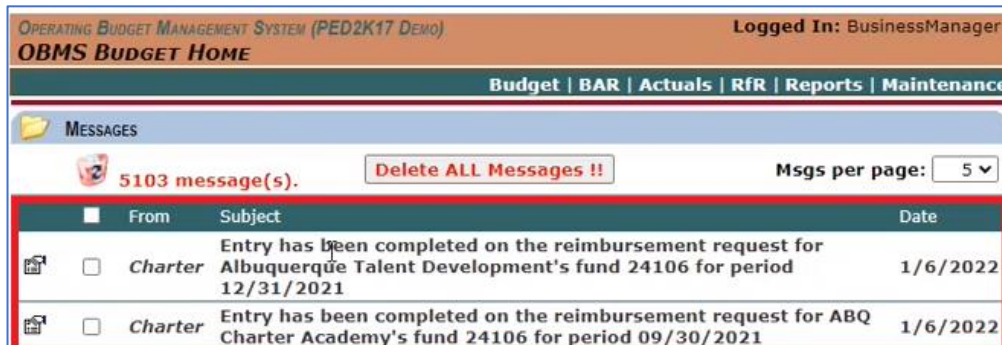 OPERATING BUDGET MANAGEMENT SYSTEM (PED2K17 DEMO) Logged In: BusinessManager
OBMS BUDGET HOME
Budget | BAR | Actuals | RfR | Reports | Maintenance
MESSAGES
5103 message(s). Delete ALL Messages !! Msgs per page: 5
From Subject Date
Entry has been completed on the reimbursement request for
Charter Albuquerque Talent Development's fund 24106 for period 1/6/2022
12/31/2021
Entry has been completed on the reimbursement request for ABQ
Charter Charter Academy's fund 24106 for period 09/30/2021 1/6/2022